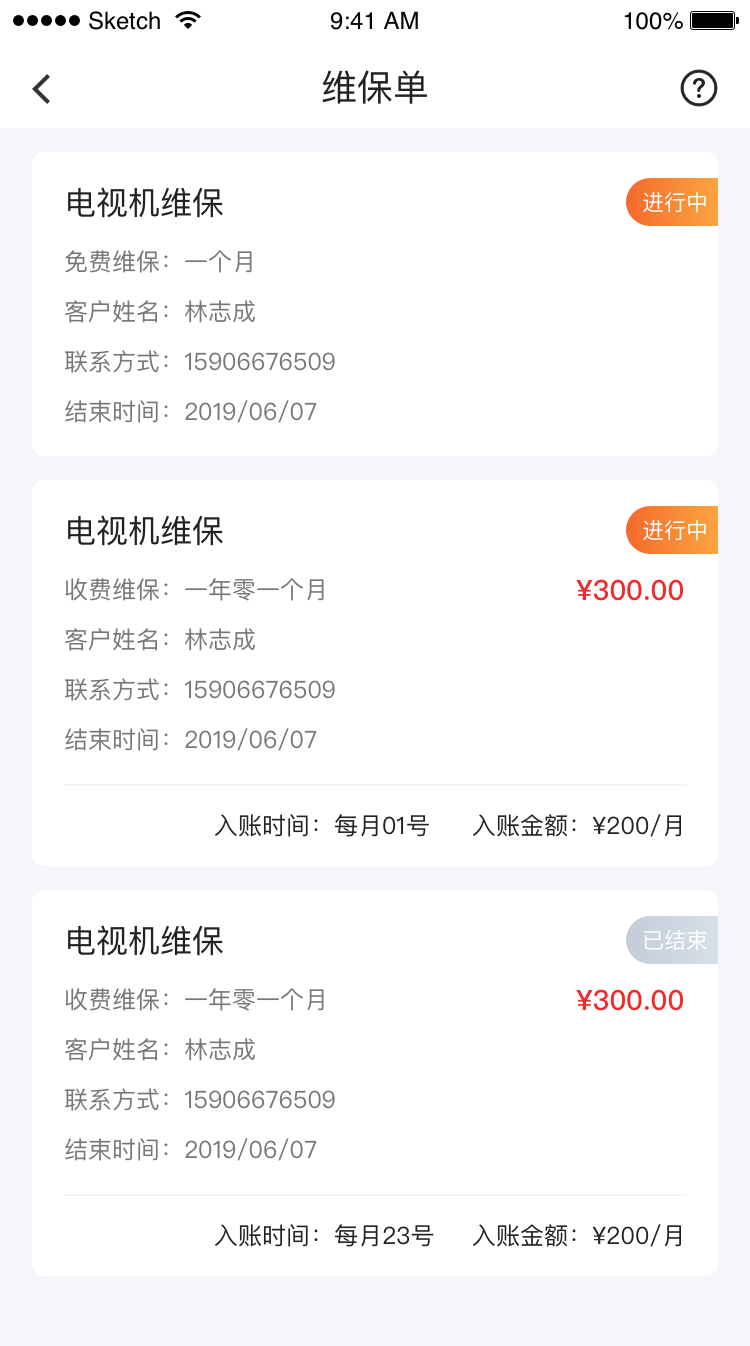 Sketch 9:41 AM 100%
维保单
电视机维保 进行中
免费维保：一个月
客户姓名：林志成
联系方式：15906676509
结束时间：2019/06/07
电视机维保 进行中
收费维保：一年零一个月 ¥300.00
客户姓名：林志成
联系方式：15906676509
结束时间：2019/06/07
入账时间：每月01号 入账金额：¥200/月
电视机维保 已结束
收费维保：一年零一个月 ¥300.00
客户姓名：林志成
联系方式：15906676509
结束时间：2019/06/07
入账时间：每月23号 入账金额：¥200/月